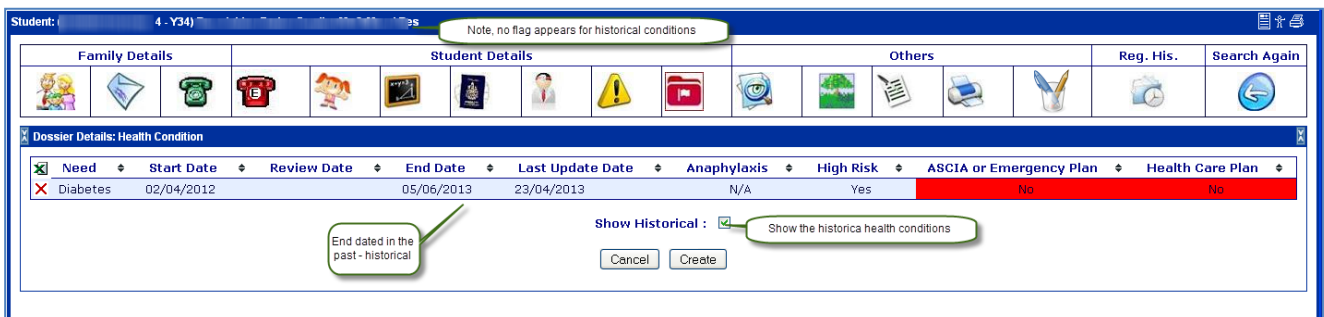 Student: ( 4 - Y34)
Note, no flag appears for historical conditions
Family Details Student Details Others Reg. His. Search Again
E
Dossier Details: Health Condition
Need Start Date Review Date End Date Last Update Date Anaphylaxis High Risk ASCIA or Emergency Plan Health Care Plan
Diabetes 02/04/2012 05/06/2013 23/04/2013 N/A Yes No No
Show Historical :
Show the historica health conditions
End dated in the
past - historical
Cancel Create